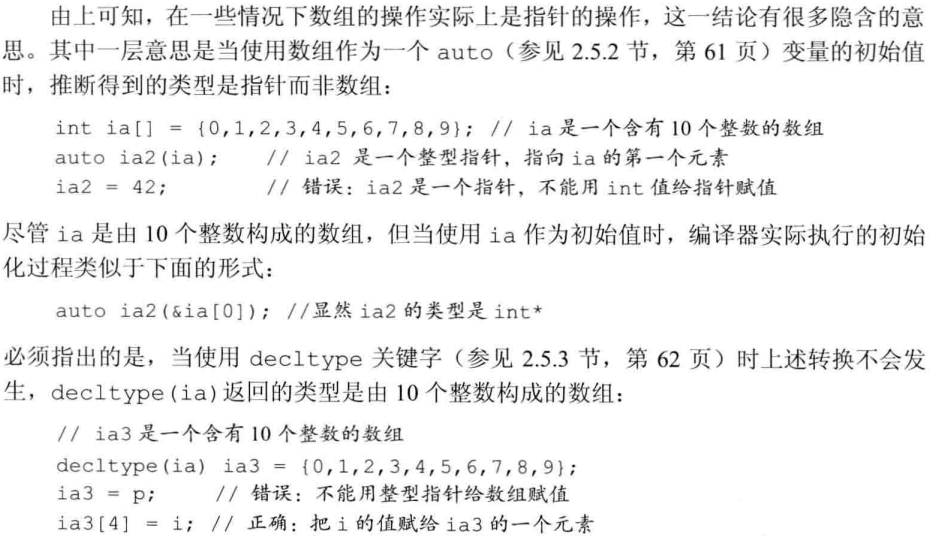 由上可知，在一些情况下数组的操作实际上是指针的操作，这一结论有很多隐含的意
思。其中一层意思是当使用数组作为一个 auto（参见 2.5.2 节，第 61 页）变量的初始值
时，推断得到的类型是指针而非数组：
int ia[] = {0,1,2,3,4,5,6,7,8,9}; // ia 是一个含有 10 个整数的数组
auto ia2(ia); // ia2 是一个整型指针，指向 ia 的第一个元素
ia2 = 42; // 错误：ia2 是一个指针，不能用 int 值给指针赋值
尽管 ia 是由 10 个整数构成的数组，但当使用 ia 作为初始值时，编译器实际执行的初始
化过程类似于下面的形式：
auto ia2(&ia[0]); //显然 ia2 的类型是 int*
必须指出的是，当使用 decltype 关键字（参见 2.5.3 节，第 62 页）时上述转换不会发
生，decltype(ia)返回的类型是由 10 个整数构成的数组：
// ia3 是一个含有 10 个整数的数组
decltype(ia) ia3 = {0,1,2,3,4,5,6,7,8,9};
ia3 = p; // 错误：不能用整型指针给数组赋值
ia3[4] = i; // 正确：把 i 的值赋给 ia3 的一个元素